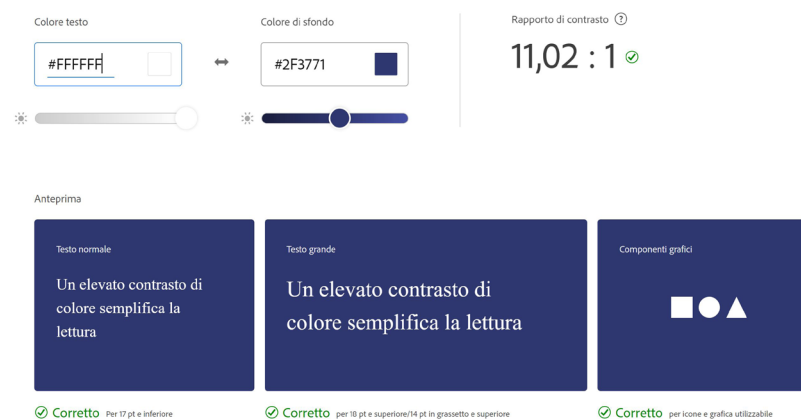 Colore testo
Colore di sfondo
Rapporto di contrasto ?
#FFFFFF
#2F3771
11,02 : 1
Anteprima
Testo normale
Un elevato contrasto di
colore semplifica la
lettura
Testo grande
Un elevato contrasto di
colore semplifica la lettura
Componenti grafici
Corretto Per 17 pt e inferiore
Corretto per 18 pt e superiore/14 pt in grassetto e superiore
Corretto per icone e grafica utilizzabile